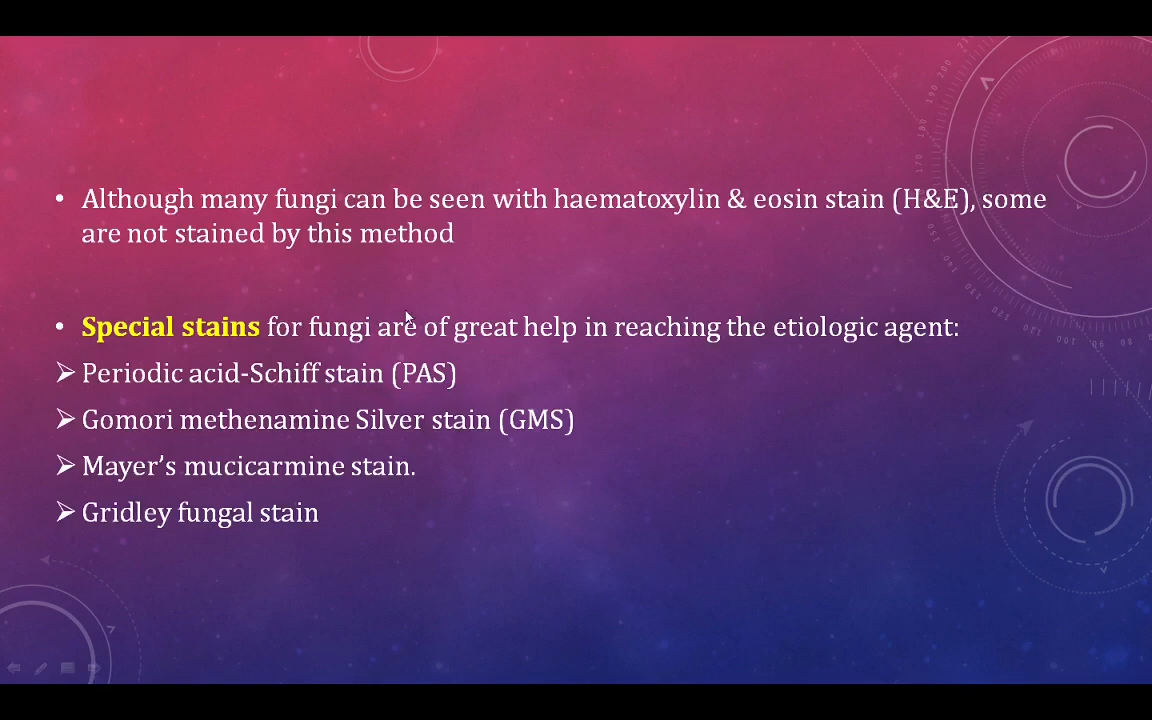 • Although many fungi can be seen with haematoxylin & eosin stain (H&E), some
are not stained by this method
• Special stains for fungi are of great help in reaching the etiologic agent:
➢ Periodic acid-Schiff stain (PAS)
➢ Gomori methenamine Silver stain (GMS)
➢ Mayer’s mucicarmine stain.
➢ Gridley fungal stain